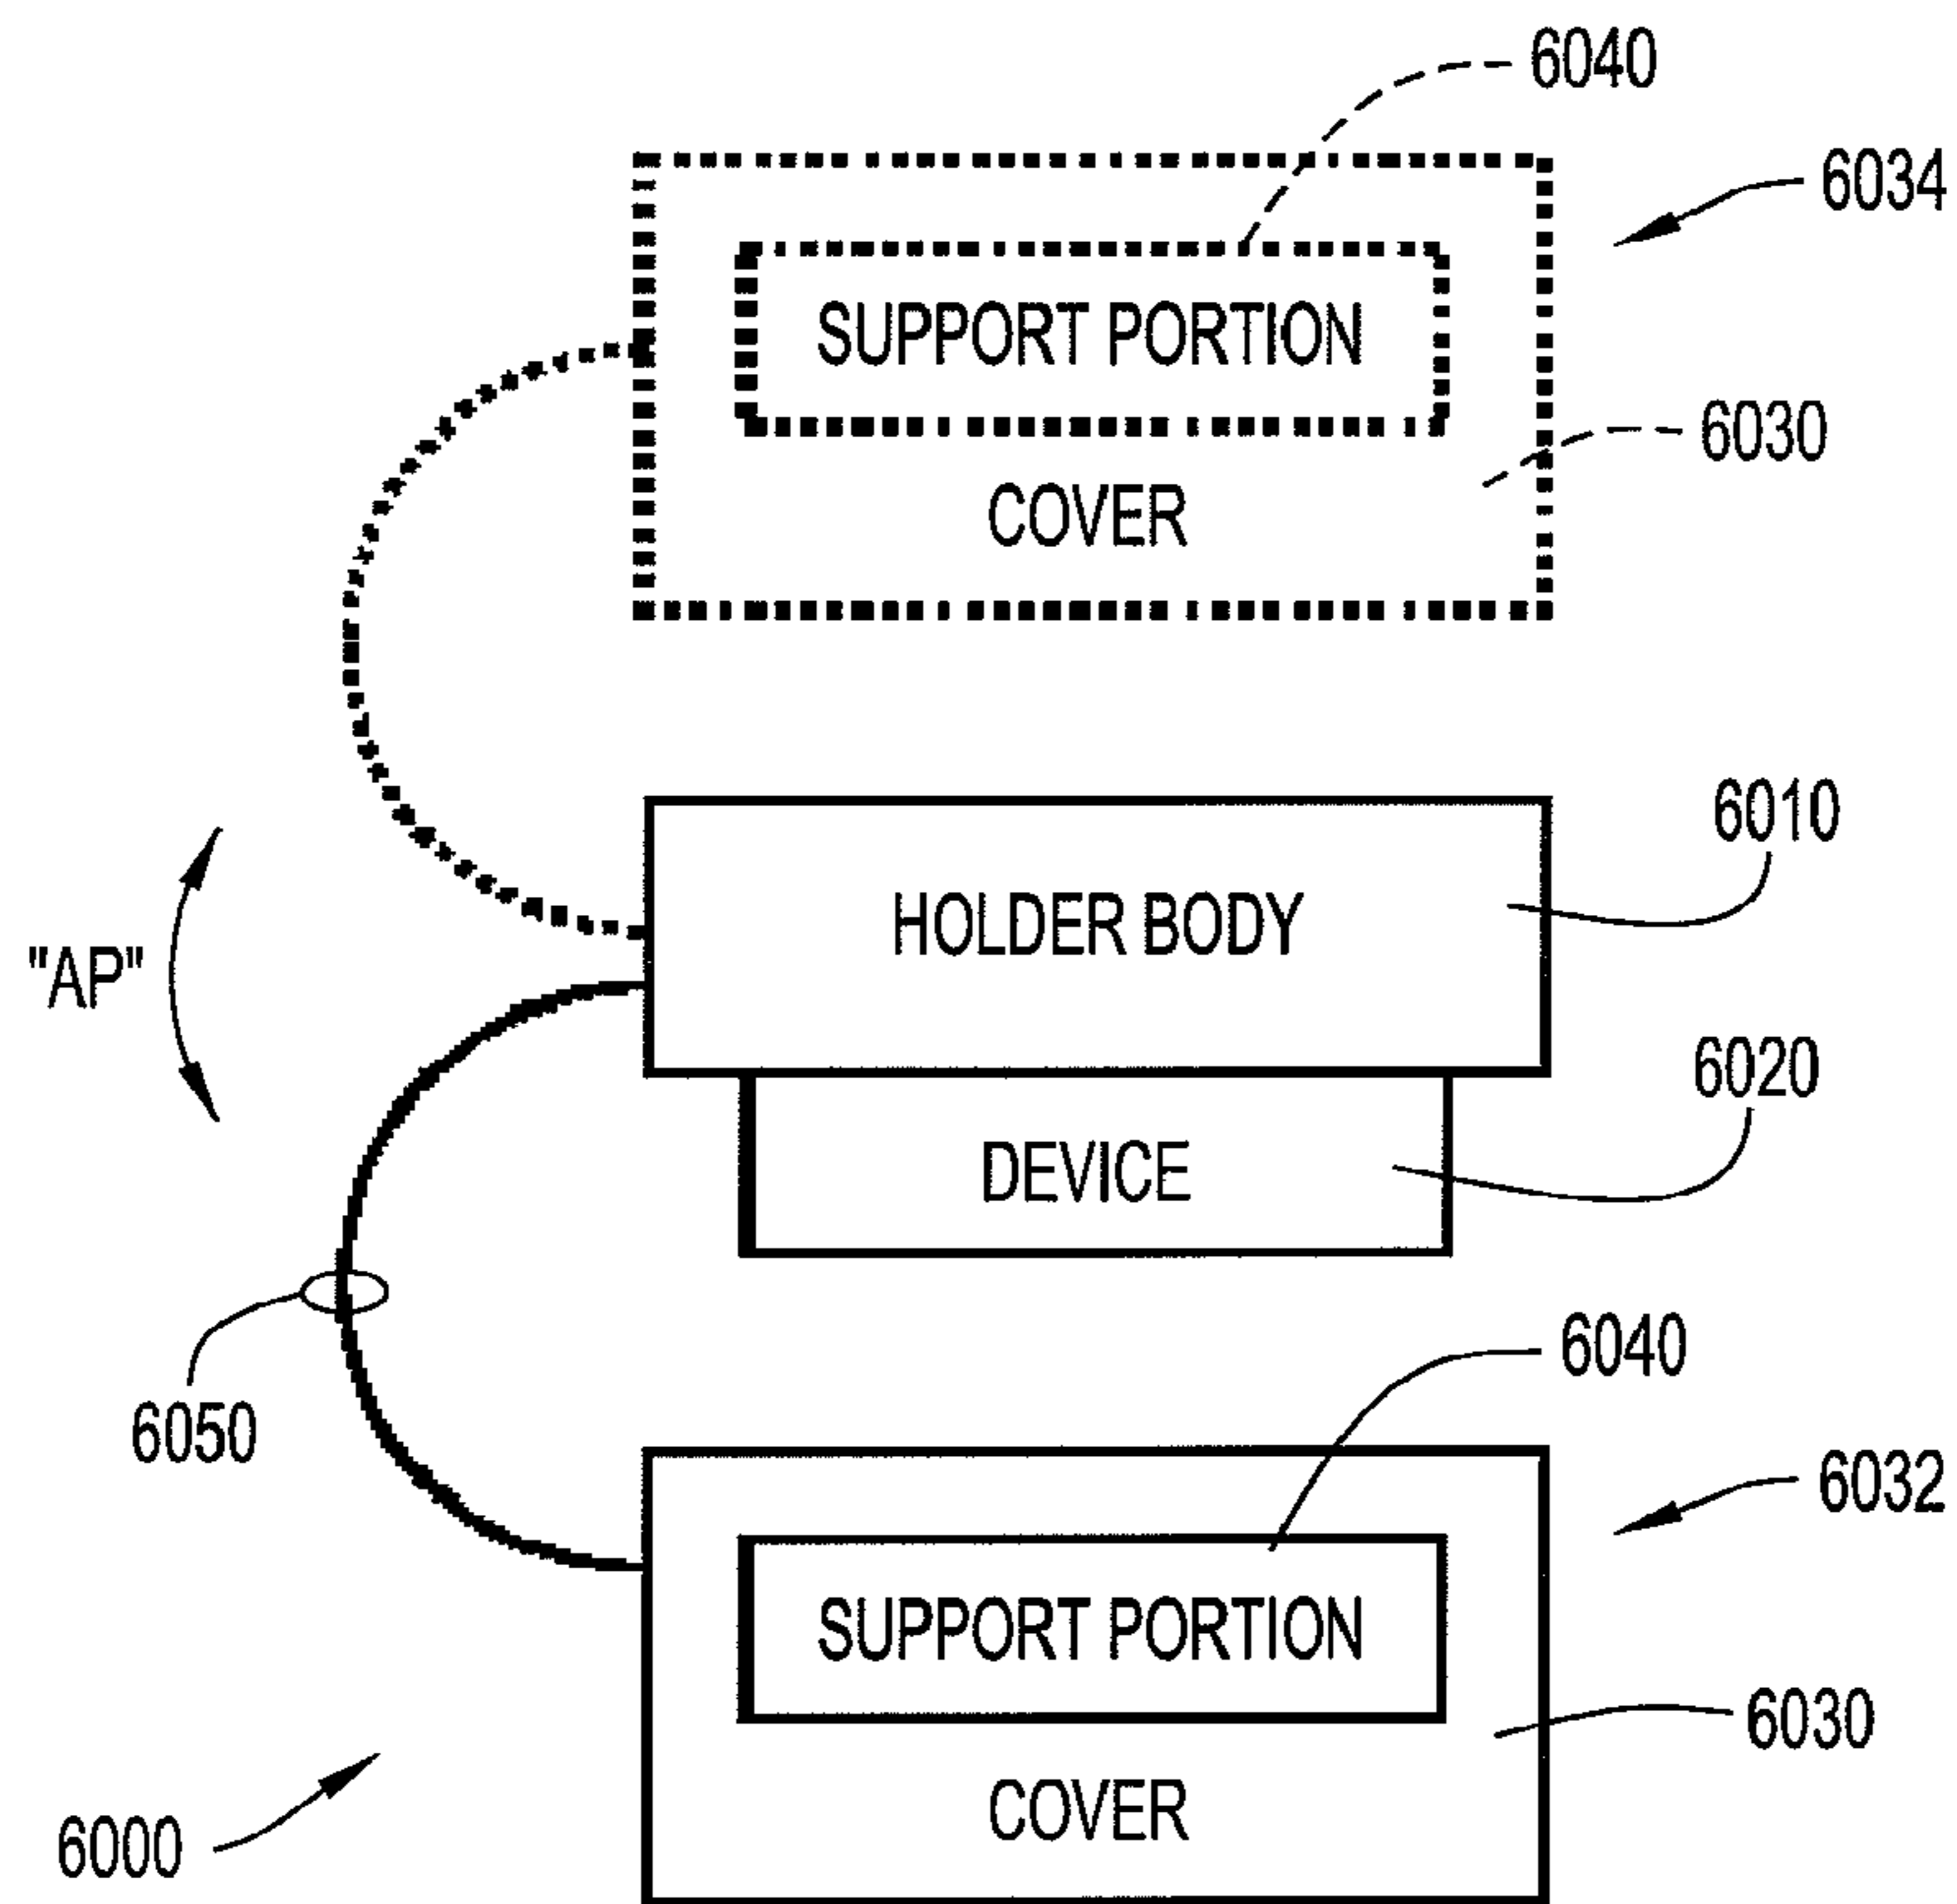 6040
6034
SUPPORT PORTION
6030
COVER
6010
HOLDER BODY
"AP"
6020
DEVICE
6040
6050
6032
SUPPORT PORTION
6030
COVER
6000